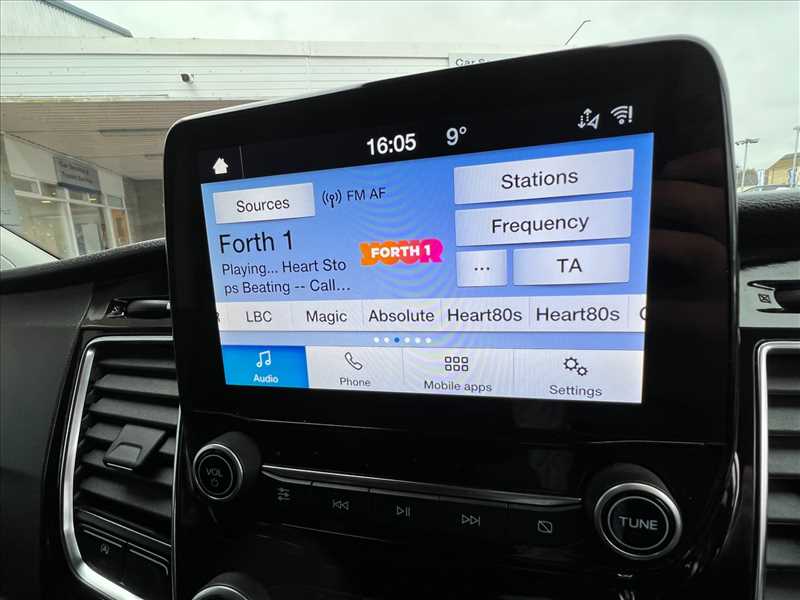 Car S
16:05 9°
Sources
FM AF
Stations
Forth 1
FORTH 1
Frequency
Playing... Heart Sto
ps Beating -- Call...
...
TA
LBC
Magic
Absolute
Heart80s
Heart80s
Audio
Phone
Mobile apps
Settings
VOL
TUNE